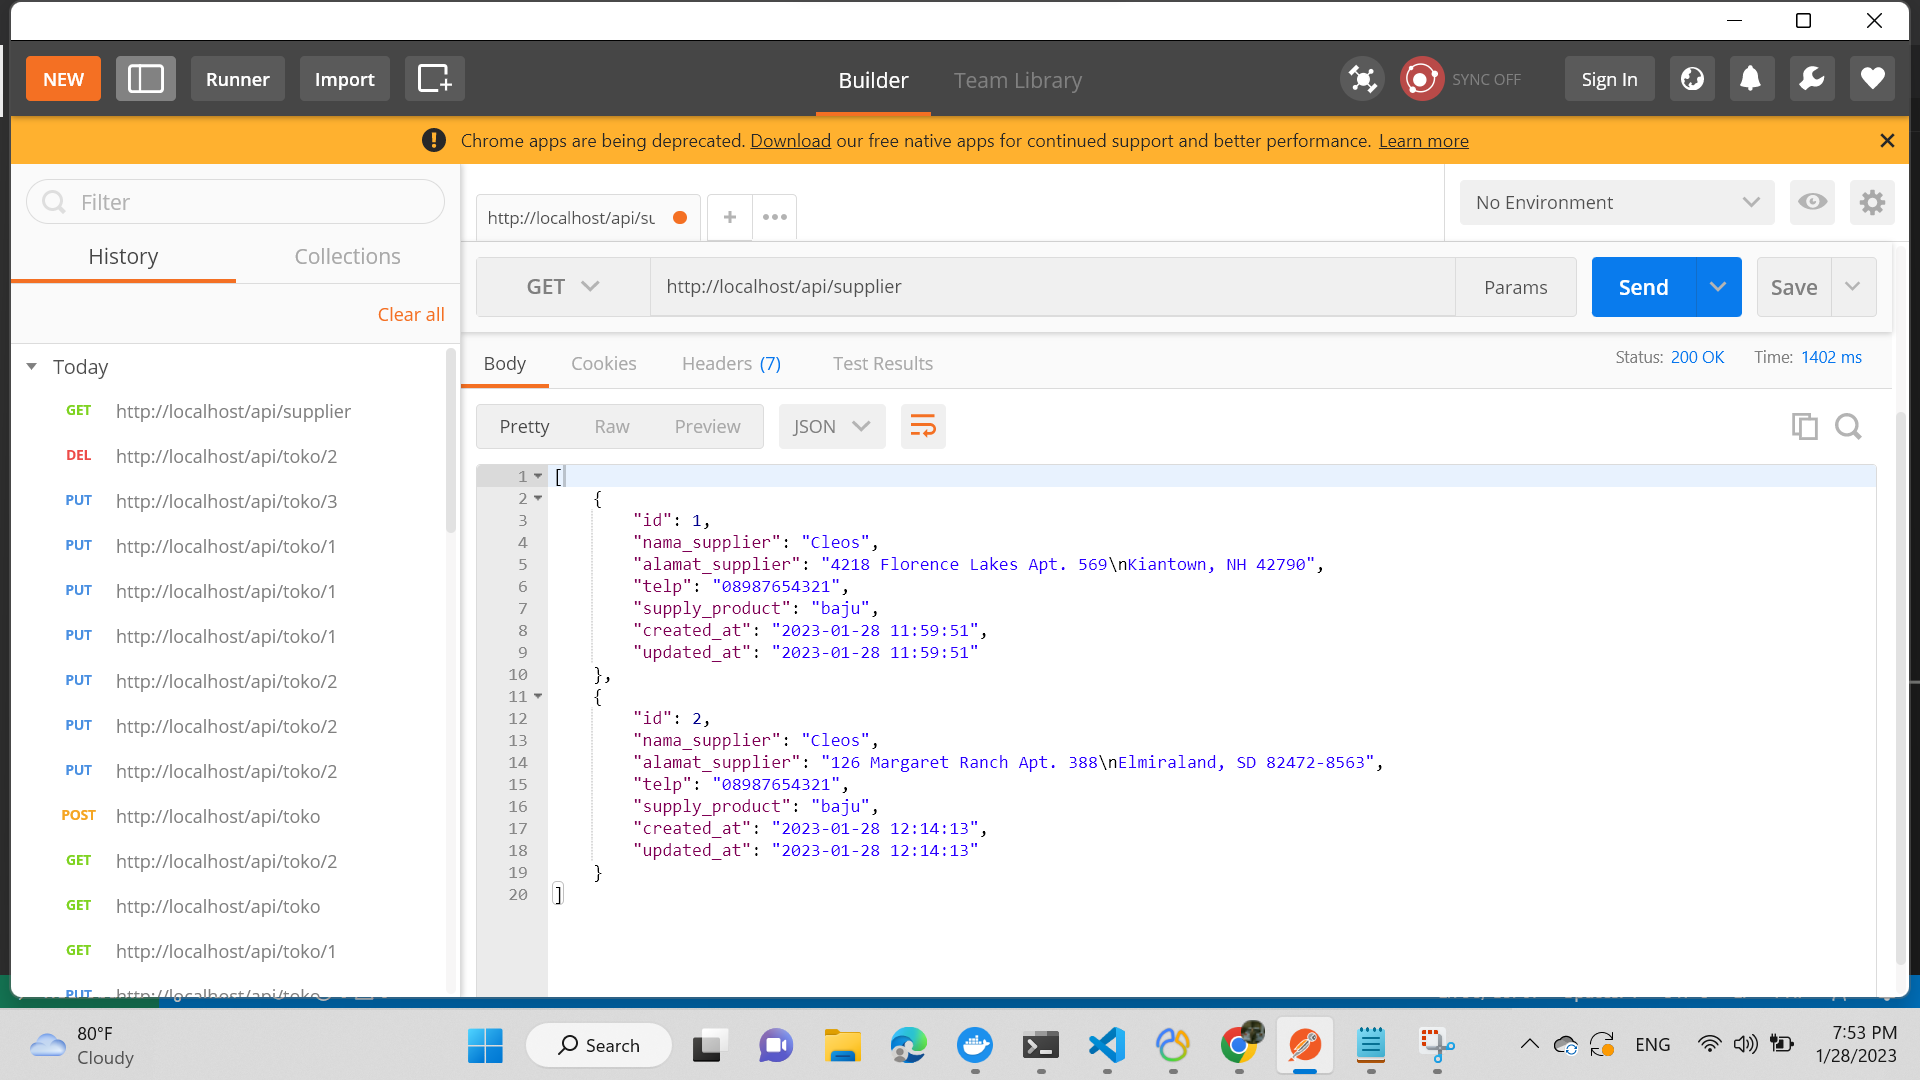 NEW
Runner
Import
Builder
Team Library
SYNC OFF
Sign In
Chrome apps are being deprecated. Download our free native apps for continued support and better performance. Learn more
Filter
History
Collections
Clear all
Today
GET http://localhost/api/supplier
DEL http://localhost/api/toko/2
PUT http://localhost/api/toko/3
PUT http://localhost/api/toko/1
PUT http://localhost/api/toko/1
PUT http://localhost/api/toko/1
PUT http://localhost/api/toko/2
PUT http://localhost/api/toko/2
PUT http://localhost/api/toko/2
POST http://localhost/api/toko
GET http://localhost/api/toko/2
GET http://localhost/api/toko
GET http://localhost/api/toko/1
PUT http://localhost/api/toko
http://localhost/api/su
No Environment
GET
http://localhost/api/supplier
Params
Send
Save
Body
Cookies
Headers (7)
Test Results
Status: 200 OK
Time: 1402 ms
Pretty
Raw
Preview
JSON
1 [
2 {
3 "id": 1,
4 "nama_supplier": "Cleos",
5 "alamat_supplier": "4218 Florence Lakes Apt. 569\nKiantown, NH 42790",
6 "telp": "08987654321",
7 "supply_product": "baju",
8 "created_at": "2023-01-28 11:59:51",
9 "updated_at": "2023-01-28 11:59:51"
10 },
11 {
12 "id": 2,
13 "nama_supplier": "Cleos",
14 "alamat_supplier": "126 Margaret Ranch Apt. 388\nElmiraland, SD 82472-8563",
15 "telp": "08987654321",
16 "supply_product": "baju",
17 "created_at": "2023-01-28 12:14:13",
18 "updated_at": "2023-01-28 12:14:13"
19 }
20 ]
80°F
Cloudy
Search
ENG
7:53 PM
1/28/2023